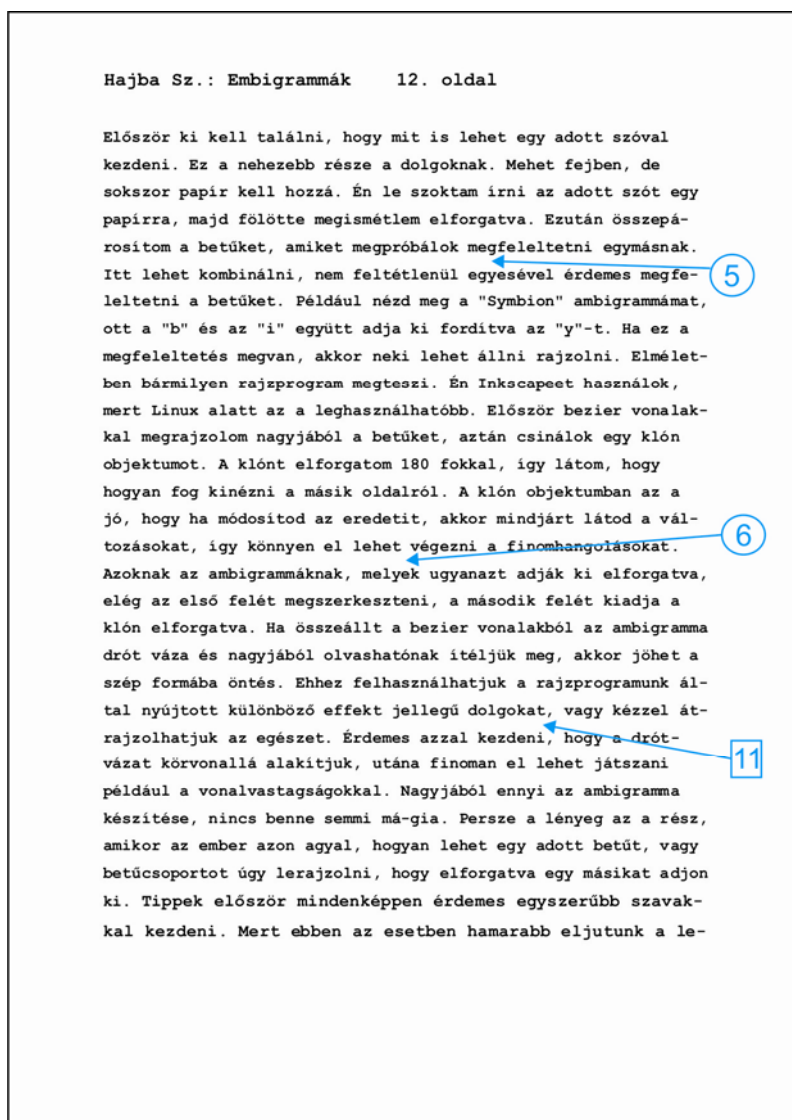 Hajba Sz.: Embigrammák 12. oldal
Először ki kell találni, hogy mit is lehet egy adott szóval
kezdeni. Ez a nehezebb része a dolgoknak. Mehet fejben, de
sokszor papír kell hozzá. Én le szoktam írni az adott szót egy
papírra, majd fölötte megismétlem elforgatva. Ezután összepá-
rosítom a betűket, amiket megpróbálok megfeleltetni egymásnak.
Itt lehet kombinálni, nem feltétlenül egyesével érdemes megfe-
5
leltetni a betűket. Például nézd meg a "Symbion" ambigrammámat,
ott a "b" és az "i" együtt adja ki fordítva az "y"-t. Ha ez a
megfeleltetés megvan, akkor neki lehet állni rajzolni. Elmélet-
ben bármilyen rajzprogram megteszi. Én Inkscapeet használok,
mert Linux alatt az a leghasználhatóbb. Először bezier vonalak-
kal megrajzolom nagyjából a betűket, aztán csinálok egy klón
objektumot. A klónt elforgatom 180 fokkal, így látom, hogy
hogyan fog kinézni a másik oldalról. A klón objektumban az a
jó, hogy ha módosítod az eredetit, akkor mindjárt látod a vál-
6
tozásokat, így könnyen el lehet végezni a finomhangolásokat.
Azoknak az ambigrammáknak, melyek ugyanazt adják ki elforgatva,
elég az első felét megszerkeszteni, a második felét kiadja a
klón elforgatva. Ha összeállt a bezier vonalakból az ambigramma
drót váza és nagyjából olvashatónak ítéljük meg, akkor jöhet a
szép formába öntés. Ehhez felhasználhatjuk a rajzprogramunk ál-
tal nyújtott különböző effekt jellegű dolgokat, vagy kézzel át-
rajzolhatjuk az egészet. Érdemes azzal kezdeni, hogy a drót-
11
vázat körvonallá alakítjuk, utána finoman el lehet játszani
például a vonalvastagságokkal. Nagyjából ennyi az ambigramma
készítése, nincs benne semmi má-gia. Persze a lényeg az a rész,
amikor az ember azon agyal, hogyan lehet egy adott betűt, vagy
betűcsoportot úgy lerajzolni, hogy elforgatva egy másikat adjon
ki. Tippek először mindenképpen érdemes egyszerűbb szavak-
kal kezdeni. Mert ebben az esetben hamarabb eljutunk a le-